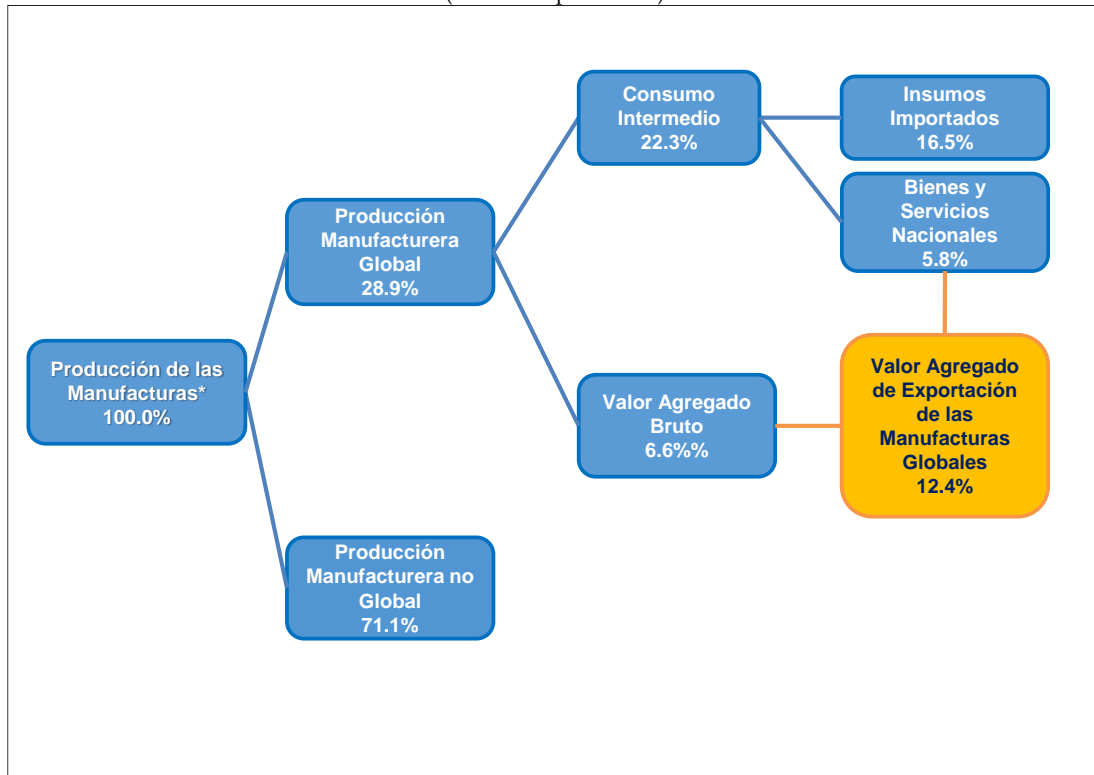 Consumo
Intermedio
22.3%
Insumos
Importados
16.5%
Bienes y
Servicios
Nacionales
5.8%
Producción
Manufacturera
Global
28.9%
Producción de las
Manufacturas*
100.0%
Valor Agregado
Bruto
6.6%%
Valor Agregado
de Exportación
de las
Manufacturas
Globales
12.4%
Producción
Manufacturera no
Global
71.1%